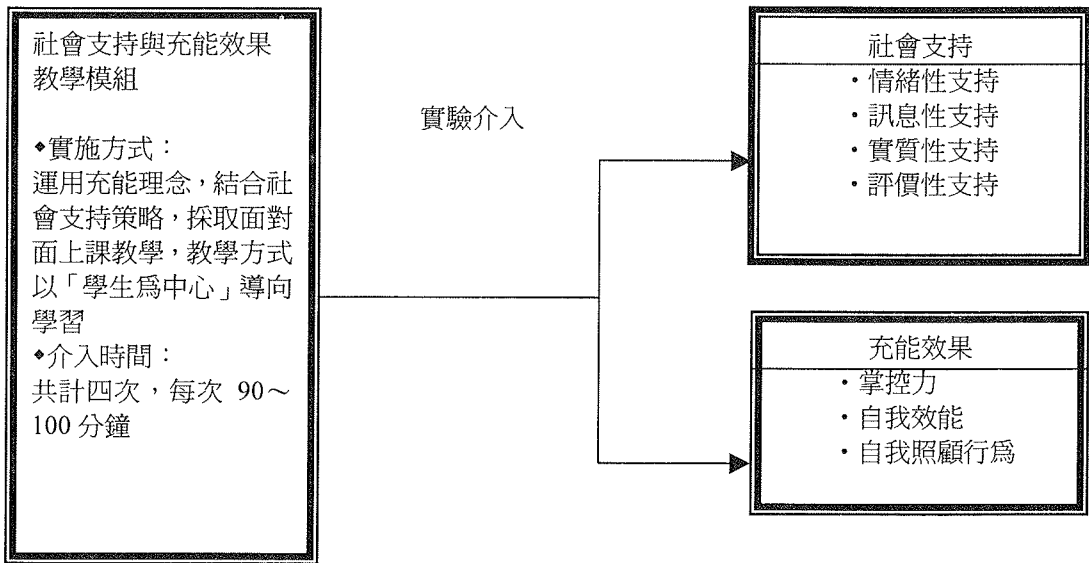 社會支持與充能效果
教學模組
◆實施方式：
運用充能理念，結合社
會支持策略，採取面對
面上課教學，教學方式
以「學生爲中心」導向
學習
◆介入時間：
共計四次，每次 90～
100 分鐘
實驗介入
社會支持
・情緒性支持
・訊息性支持
・實質性支持
・評價性支持
充能效果
・掌控力
・自我效能
・自我照顧行爲